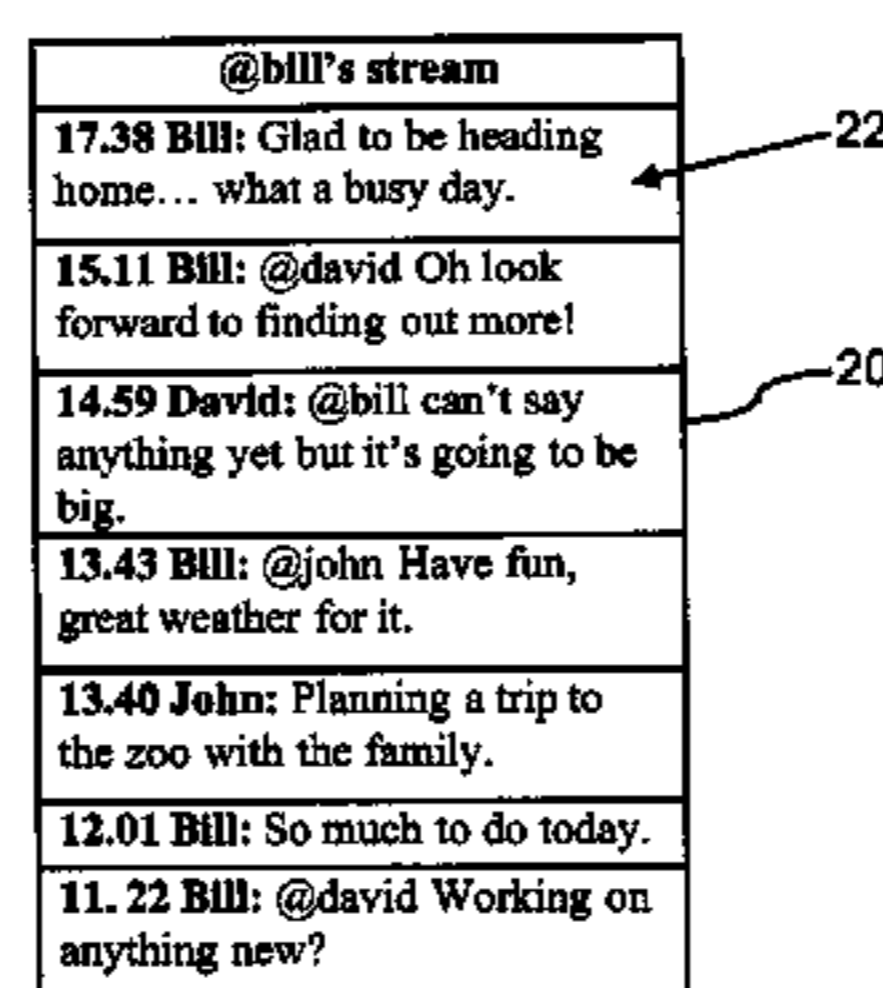 @bill's stream
17.38 Bill: Glad to be heading
22
home... what a busy day.
15.11 Bill: @david Oh look
forward to finding out more!
20
14.59 David: @bill can't say
anything yet but it's going to be
big.
13.43 Bill: @john Have fun,
great weather for it.
13.40 John: Planning a trip to
the zoo with the family.
12.01 Bill: So much to do today.
11. 22 Bill: @david Working on
anything new?